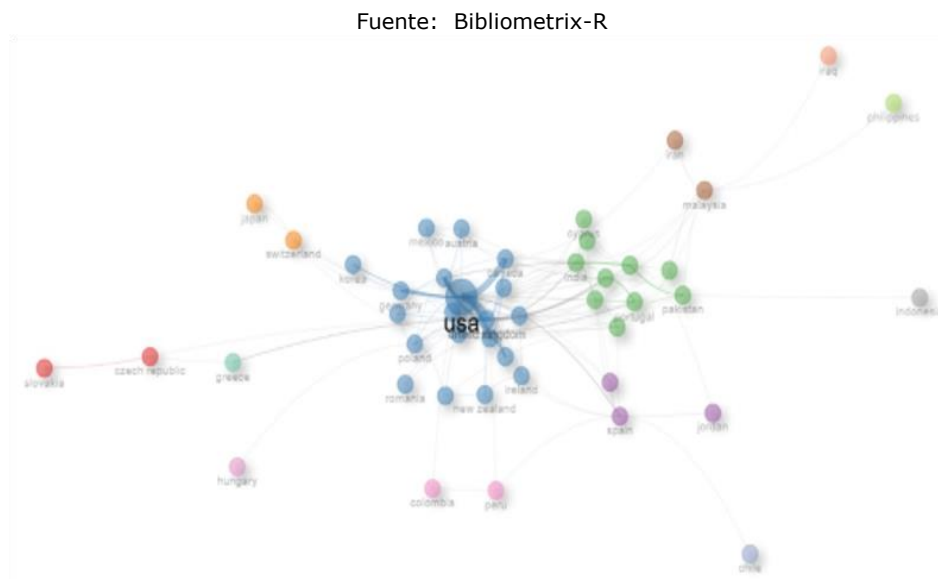 Fuente: Bibliometrix-R
iraq
philippines
iran
malaysia
japan
mexico
austria
switzerland
canada
korea
india
germany
pakistan
portugal
indonesi
usa
poland
czech republic
greece
slovakia
romania
ireland
new zealand
spain
jordan
hungary
colombia
peru
chile